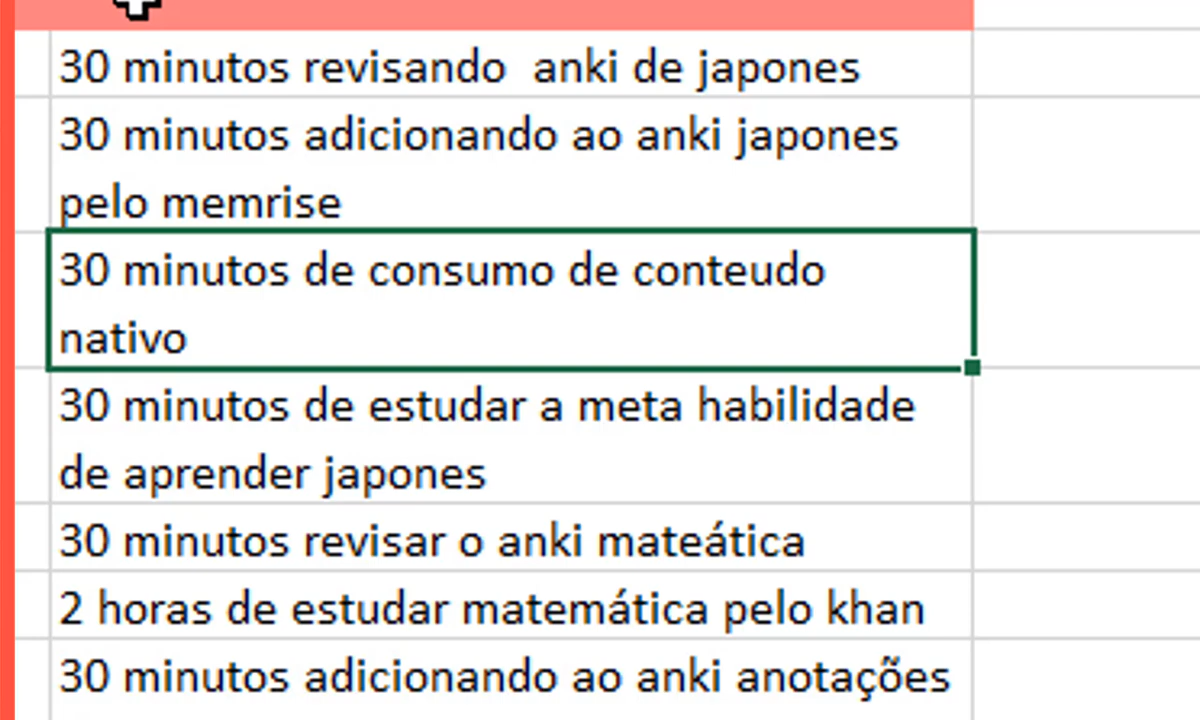 30 minutos revisando  anki de japones
30 minutos adicionando ao anki japones
pelo memrise
30 minutos de consumo de conteudo
nativo
30 minutos de estudar a meta habilidade
de aprender japones
30 minutos revisar o anki mateática
2 horas de estudar matemática pelo khan
30 minutos adicionando ao anki anotações